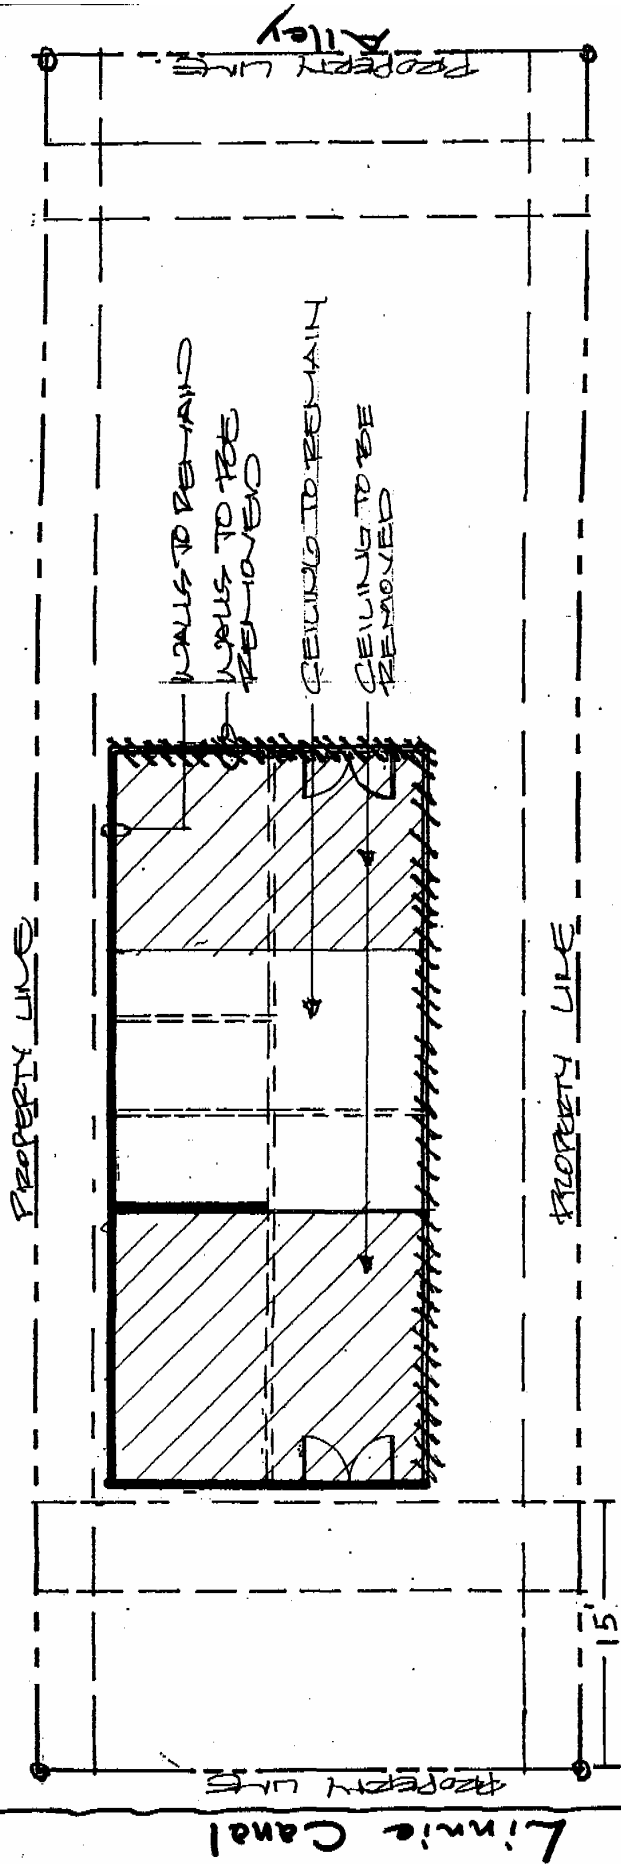 Alley
PROPERTY LINE
WALLS TO REMAIN
WALLS TO BE
REMOVED
CEILING TO REMAIN
CEILING TO BE
REMOVED
PROPERTY LINE
PROPERTY LINE
15'
PROPERTY LINE
Linnie Canal